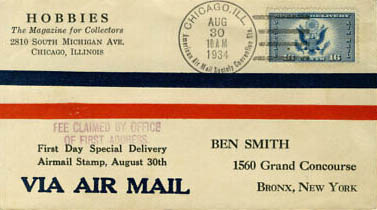 HOBBIES
The Magazine for Collectors
2810 South Michigan Ave.
Chicago, Illinois
CHICAGO, ILL.
AUG
30
10 AM
1934
American Air Mail Society Convention Sta.
DELIVERY
16 16
FEE CLAIMED BY OFFICE
OF FIRST ADDRESS
First Day Special Delivery
Airmail Stamp, August 30th
VIA AIR MAIL
BEN SMITH
1560 Grand Concourse
Bronx, New York